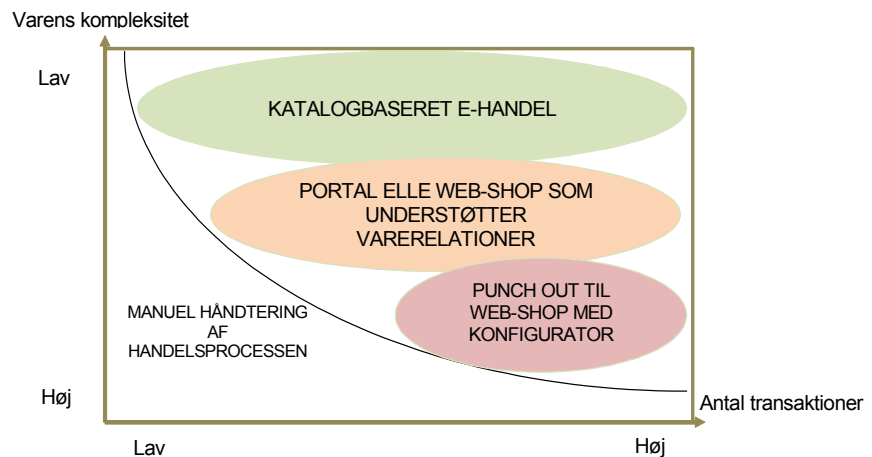 Varens kompleksitet
Lav
KATALOGBASERET E-HANDEL
PORTAL ELLE WEB-SHOP SOM
UNDERSTØTTER
VARERELATIONER
PUNCH OUT TIL
WEB-SHOP MED
KONFIGURATOR
MANUEL HÅNDTERING
AF
HANDELSPROCESSEN
Høj
Antal transaktioner
Lav
Høj